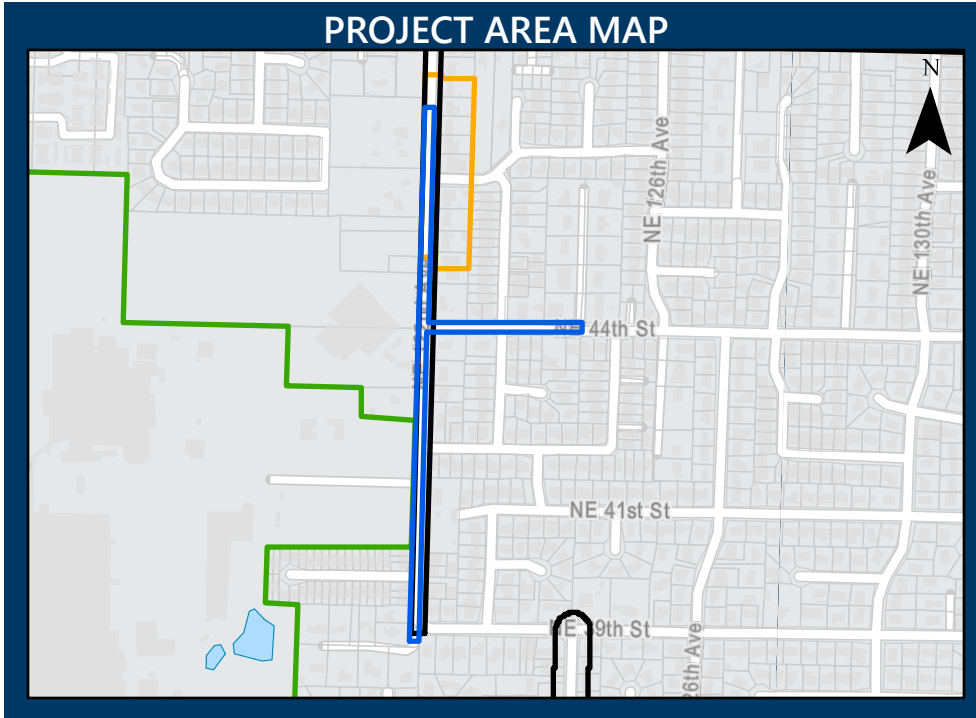 PROJECT AREA MAP
N
NE 126th Ave
NE 130th Ave
NE 44th St
NE 41st St
NE 39th St
26th Ave